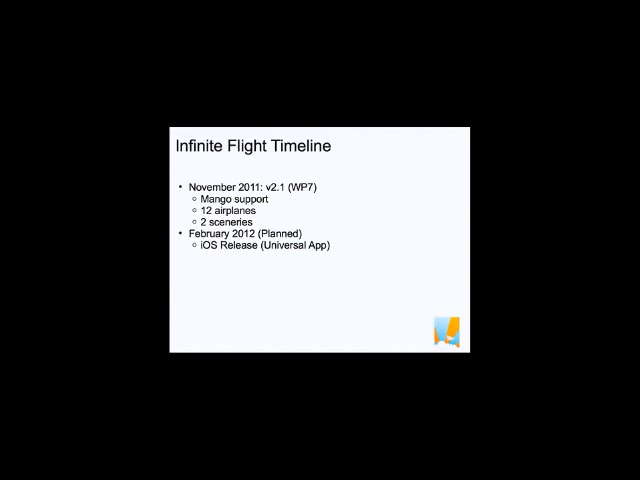 Infinite Flight Timeline
• November 2011: v2.1 (WP7)
○ Mango support
○ 12 airplanes
○ 2 sceneries
• February 2012 (Planned)
○ iOS Release (Universal App)